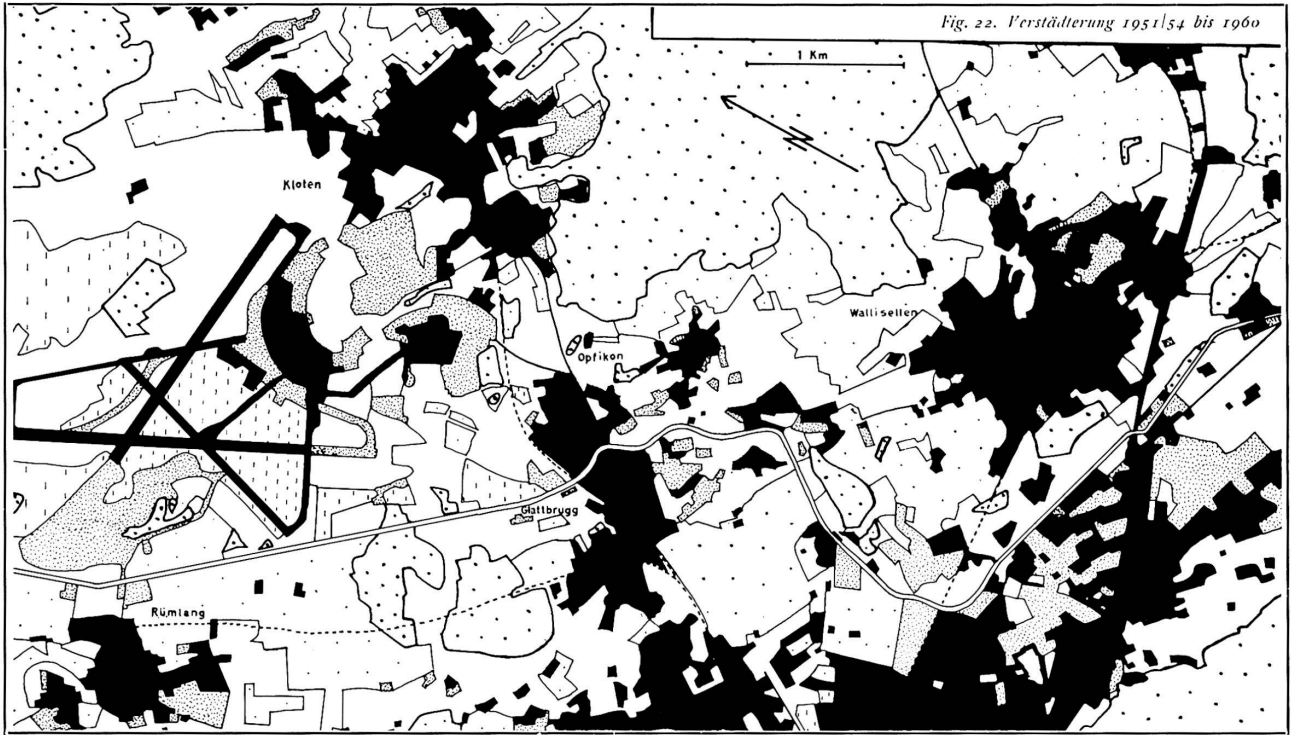 Fig. 22. Verstädterung 1951/54 bis 1960
1 Km
Kloten
Opfikon
Wallisellen
Glattbrugg
Rümlang